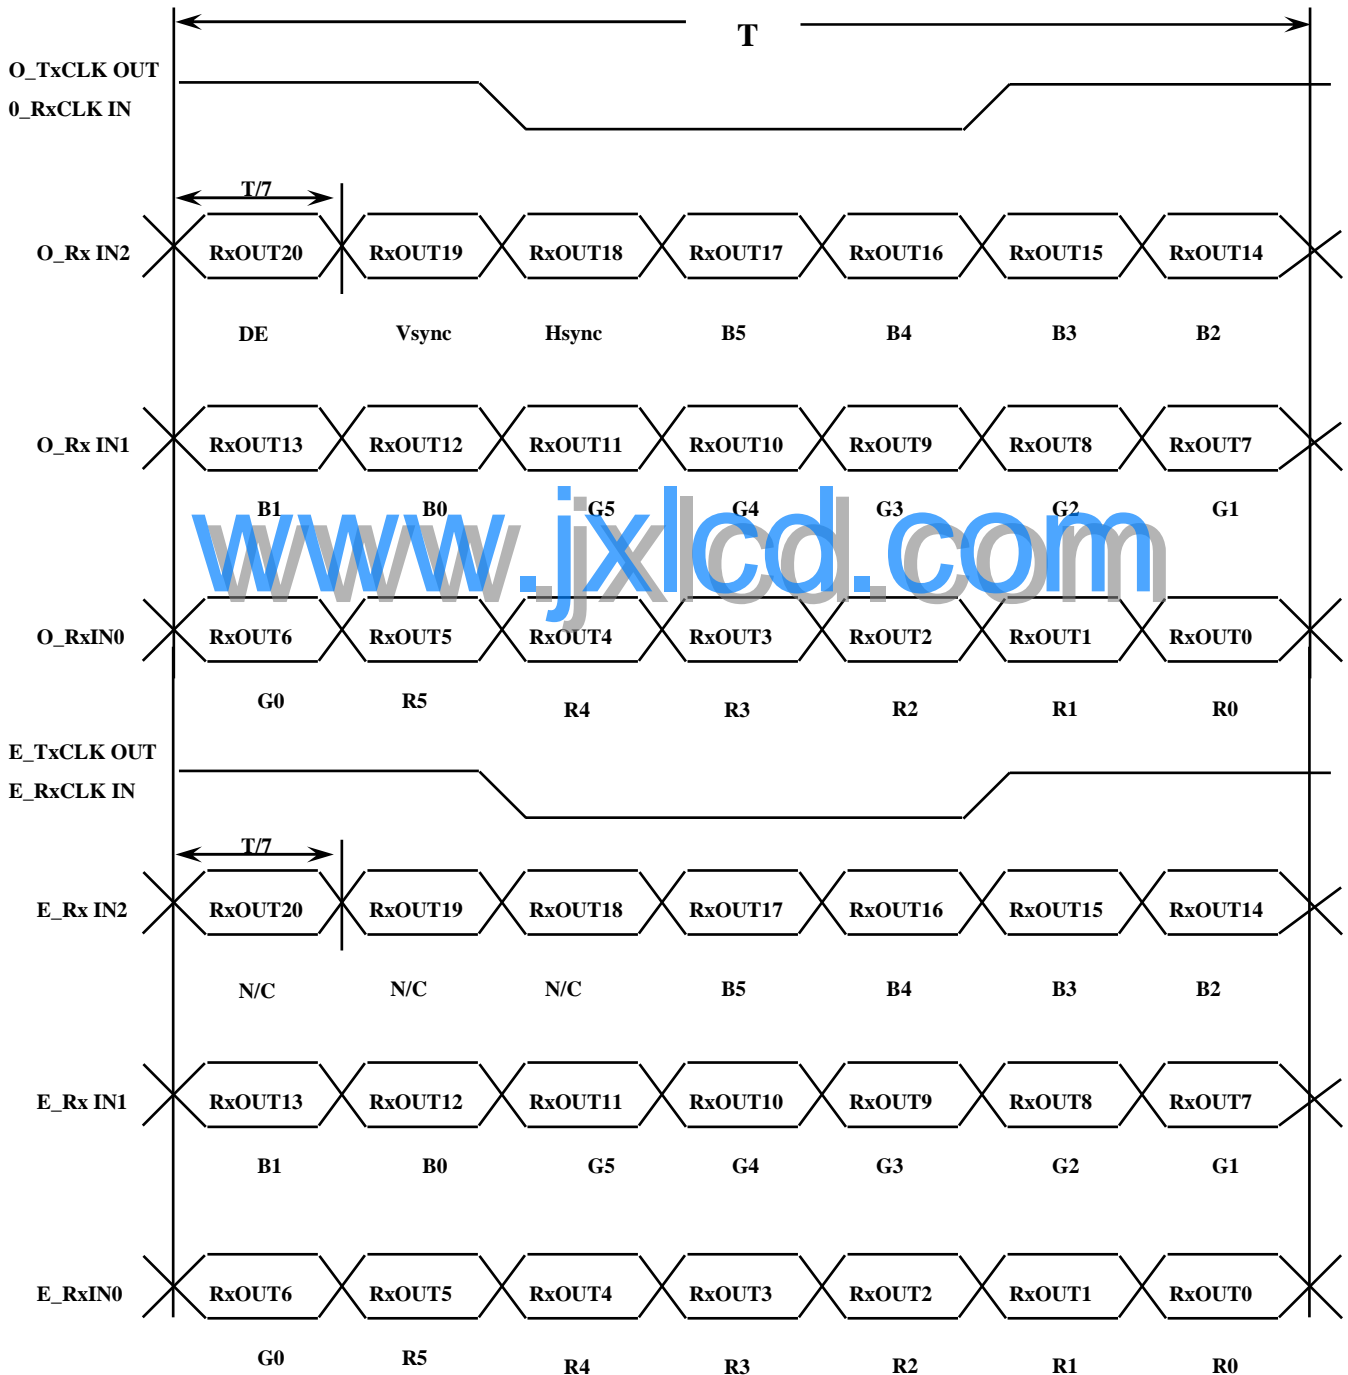 T
O_TxCLK OUT
0_RxCLK IN
T/7
O_Rx IN2 RxOUT20 RxOUT19 RxOUT18 RxOUT17 RxOUT16 RxOUT15 RxOUT14
DE Vsync Hsync B5 B4 B3 B2
O_Rx IN1 RxOUT13 RxOUT12 RxOUT11 RxOUT10 RxOUT9 RxOUT8 RxOUT7
B1 B0 G5 G4 G3 G2 G1
www.jxlcd.com
O_RxIN0 RxOUT6 RxOUT5 RxOUT4 RxOUT3 RxOUT2 RxOUT1 RxOUT0
G0 R5 R4 R3 R2 R1 R0
E_TxCLK OUT
E_RxCLK IN
T/7
E_Rx IN2 RxOUT20 RxOUT19 RxOUT18 RxOUT17 RxOUT16 RxOUT15 RxOUT14
N/C N/C N/C B5 B4 B3 B2
E_Rx IN1 RxOUT13 RxOUT12 RxOUT11 RxOUT10 RxOUT9 RxOUT8 RxOUT7
B1 B0 G5 G4 G3 G2 G1
E_RxIN0 RxOUT6 RxOUT5 RxOUT4 RxOUT3 RxOUT2 RxOUT1 RxOUT0
G0 R5 R4 R3 R2 R1 R0